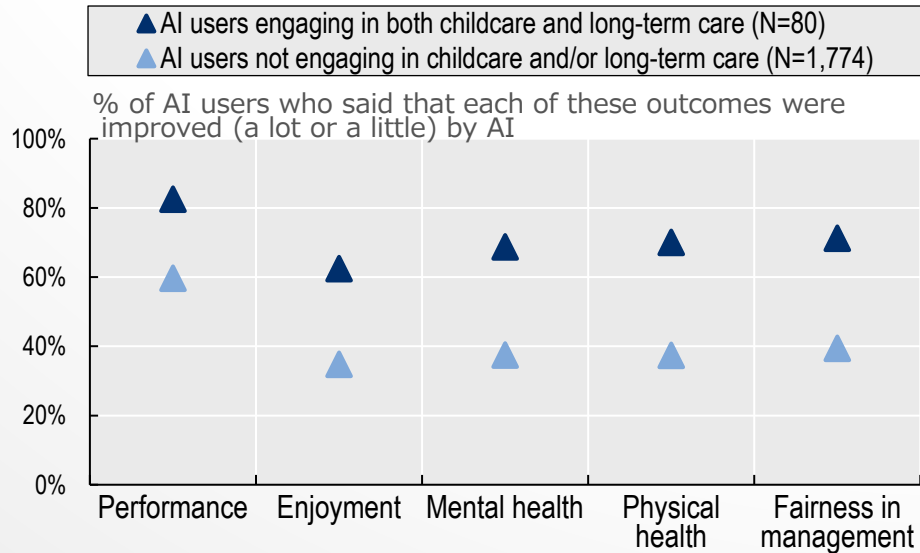 AI users engaging in both childcare and long-term care (N=80)
AI users not engaging in childcare and/or long-term care (N=1,774)
% of AI users who said that each of these outcomes were
improved (a lot or a little) by AI
100%
80%
60%
40%
20%
0%
Performance
Enjoyment
Mental health
Physical
health
Fairness in
management